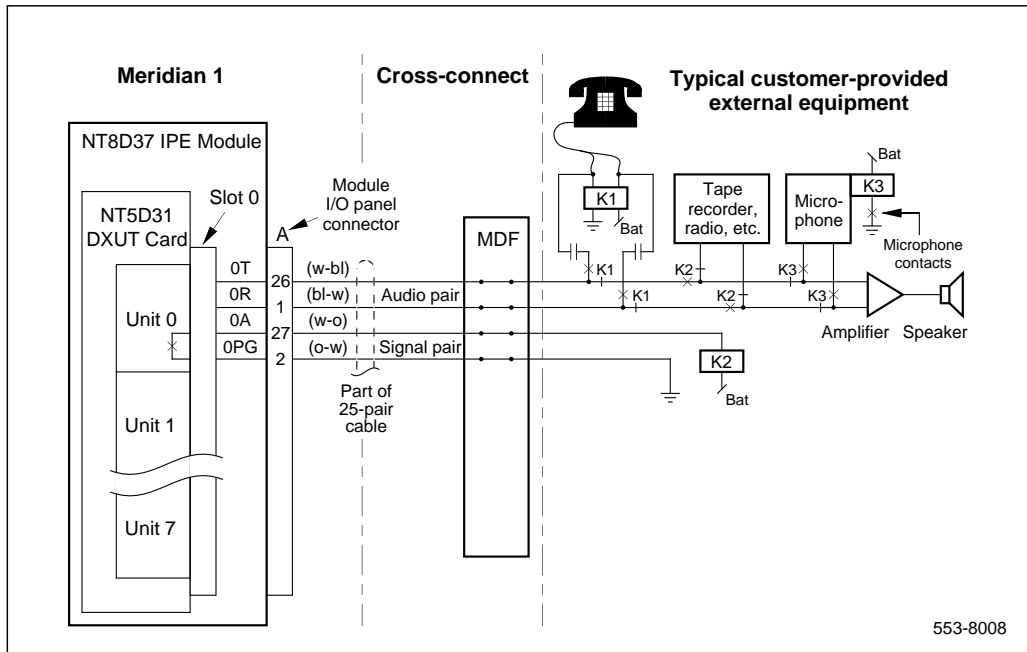 Meridian 1
Cross-connect
Typical customer-provided
external equipment
NT8D37 IPE Module
Slot 0
NT5D31
DXUT Card
Module
I/O panel
connector
A
MDF
K1
Bat
Tape
recorder,
radio, etc.
Micro-
phone
K3
Bat
Microphone
contacts
Unit 0
0T
26
(w-bl)
K1
K2
K3
0R
1
(bl-w)
Audio pair
K1
K2
K3
0A
27
(w-o)
0PG
2
(o-w)
Signal pair
Amplifier
Speaker
K2
Bat
Part of
25-pair
cable
Unit 1
Unit 7
553-8008